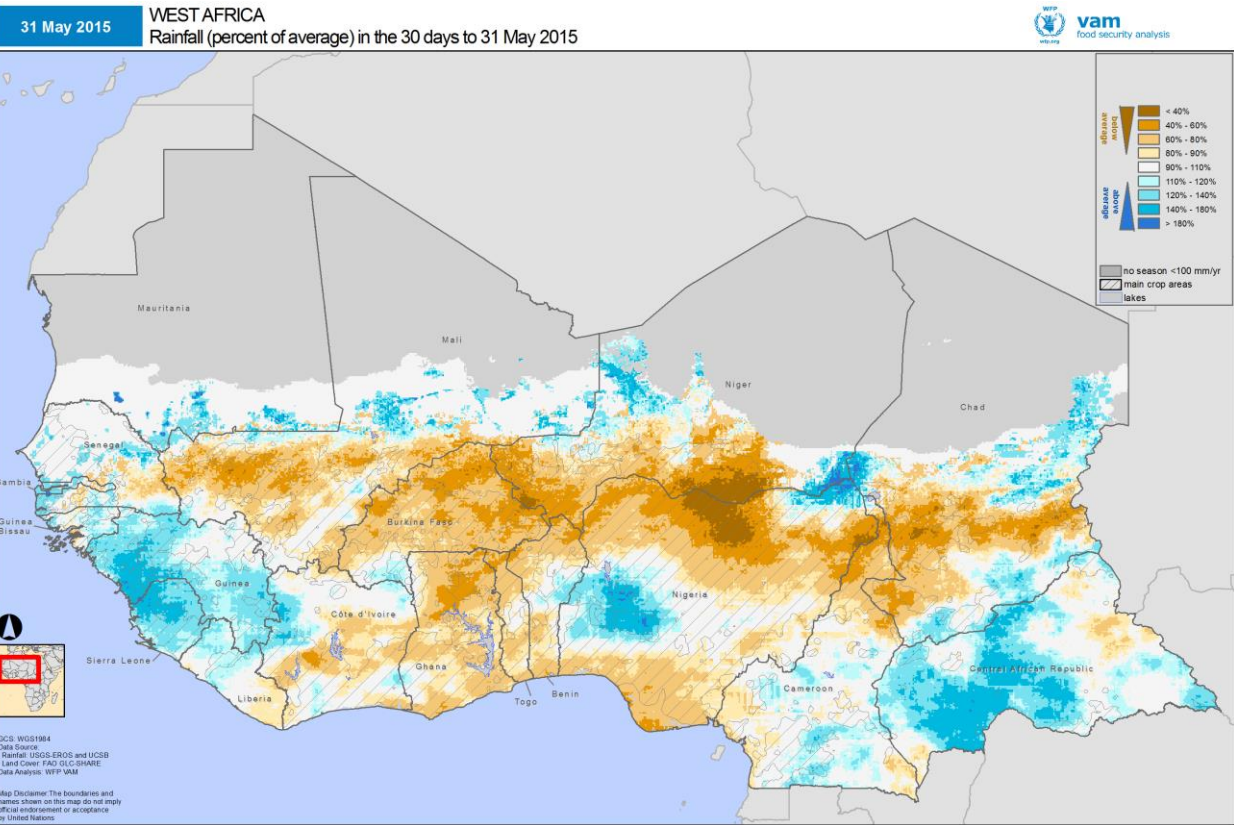 31 May 2015
WEST AFRICA
Rainfall (percent of average) in the 30 days to 31 May 2015
WFP
wfp.org
vam
food security analysis
below
average
above
average
< 40%
40% - 60%
60% - 80%
80% - 90%
90% - 110%
110% - 120%
120% - 140%
140% - 180%
> 180%
no season <100 mm/yr
main crop areas
lakes
Mauritania
Mali
Niger
Chad
Senegal
Gambia
Guinea
Bissau
Burkina Faso
Guinea
Nigeria
Côte d'Ivoire
Sierra Leone
Ghana
Central African Republic
Liberia
Togo
Benin
Cameroon
GCS: WGS1984
Data Source:
Rainfall: USGS-EROS and UCSB
Land Cover: FAO GLC-SHARE
Data Analysis: WFP VAM
Map Disclaimer:The boundaries and
names shown on this map do not imply
official endorsement or acceptance
by United Nations